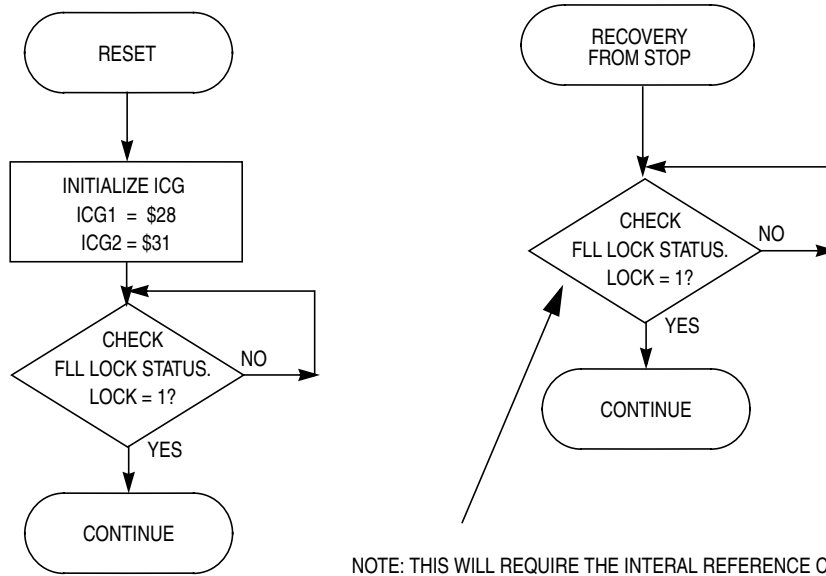 RESET
INITIALIZE ICG
ICG1 = $28
ICG2 = $31
CHECK
FLL LOCK STATUS.
LOCK = 1?
NO
YES
CONTINUE
RECOVERY
FROM STOP
CHECK
FLL LOCK STATUS.
LOCK = 1?
NO
YES
CONTINUE
NOTE: THIS WILL REQUIRE THE INTERAL REFERENCE